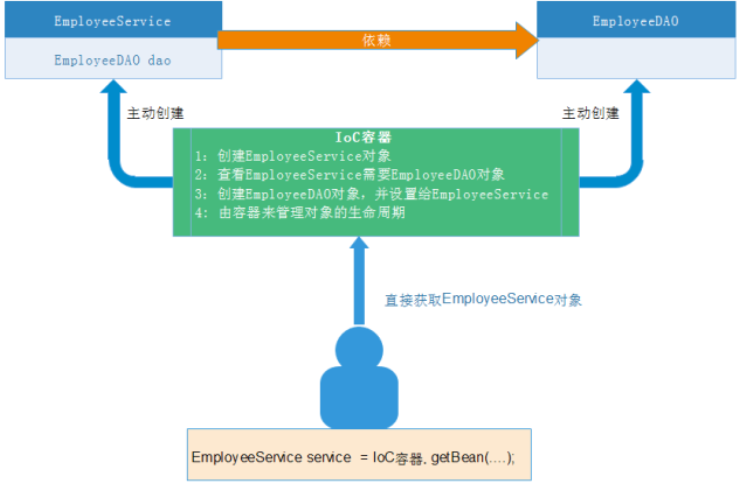 EmployeeService
EmployeeDAO
依赖
EmployeeDAO dao
主动创建
主动创建
IoC容器
1: 创建EmployeeService对象
2: 查看EmployeeService需要EmployeeDAO对象
3: 创建EmployeeDAO对象, 并设置给EmployeeService
4: 由容器来管理对象的生命周期
直接获取EmployeeService对象
EmployeeService service = IoC容器. getBean(....);